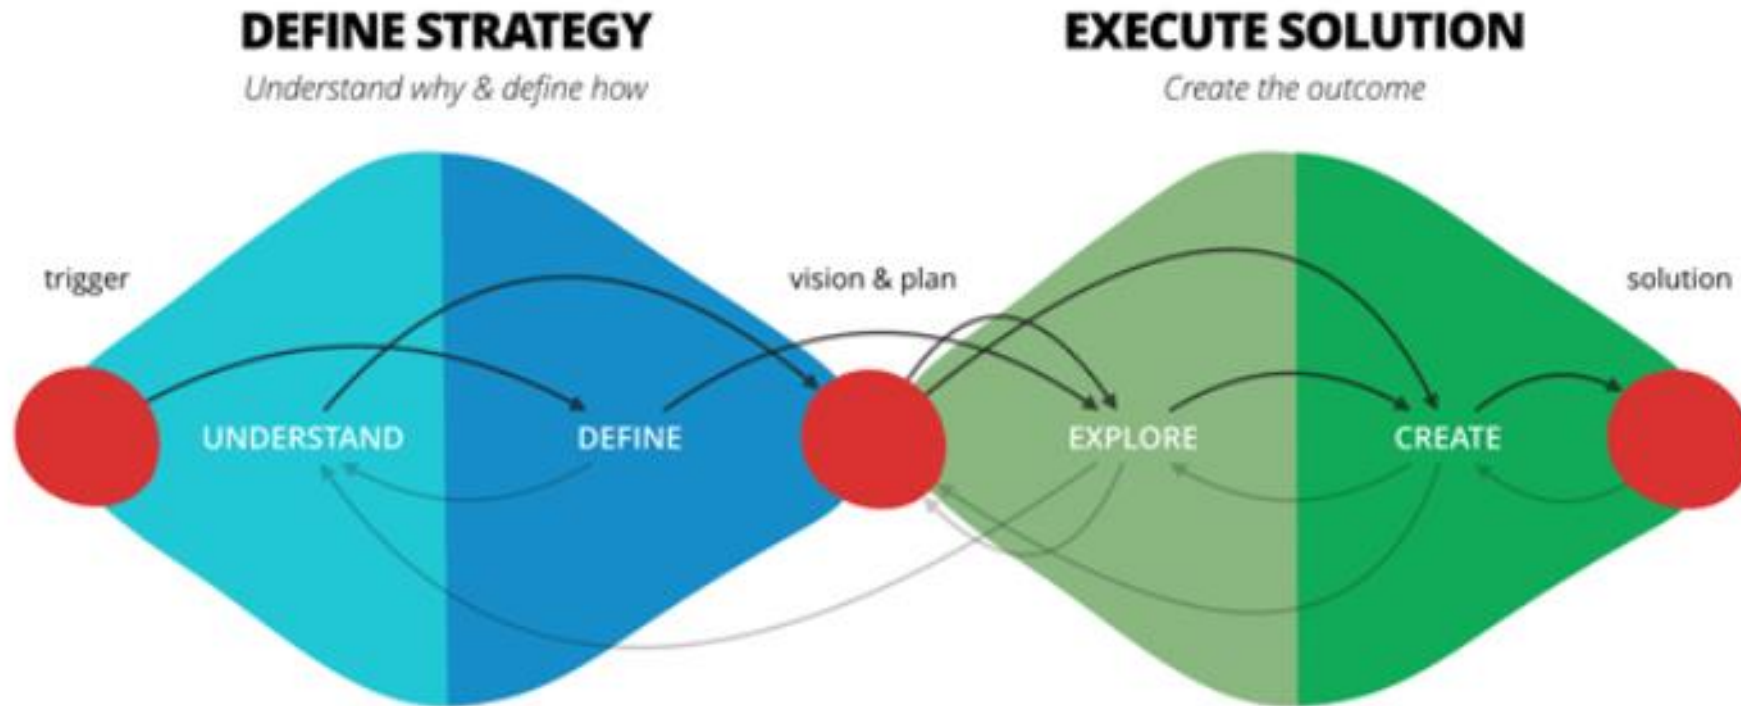 DEFINE STRATEGY
Understand why & define how
EXECUTE SOLUTION
Create the outcome
trigger
vision & plan
solution
UNDERSTAND
DEFINE
EXPLORE
CREATE